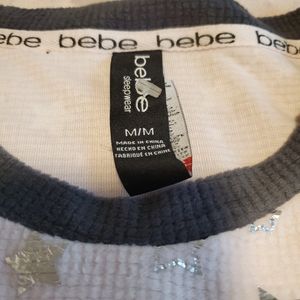 bebe bebe bebe
bebe
sleepwear
M/M
MADE IN CHINA
HECHO EN CHINA
FABRIQUÉ EN CHINE